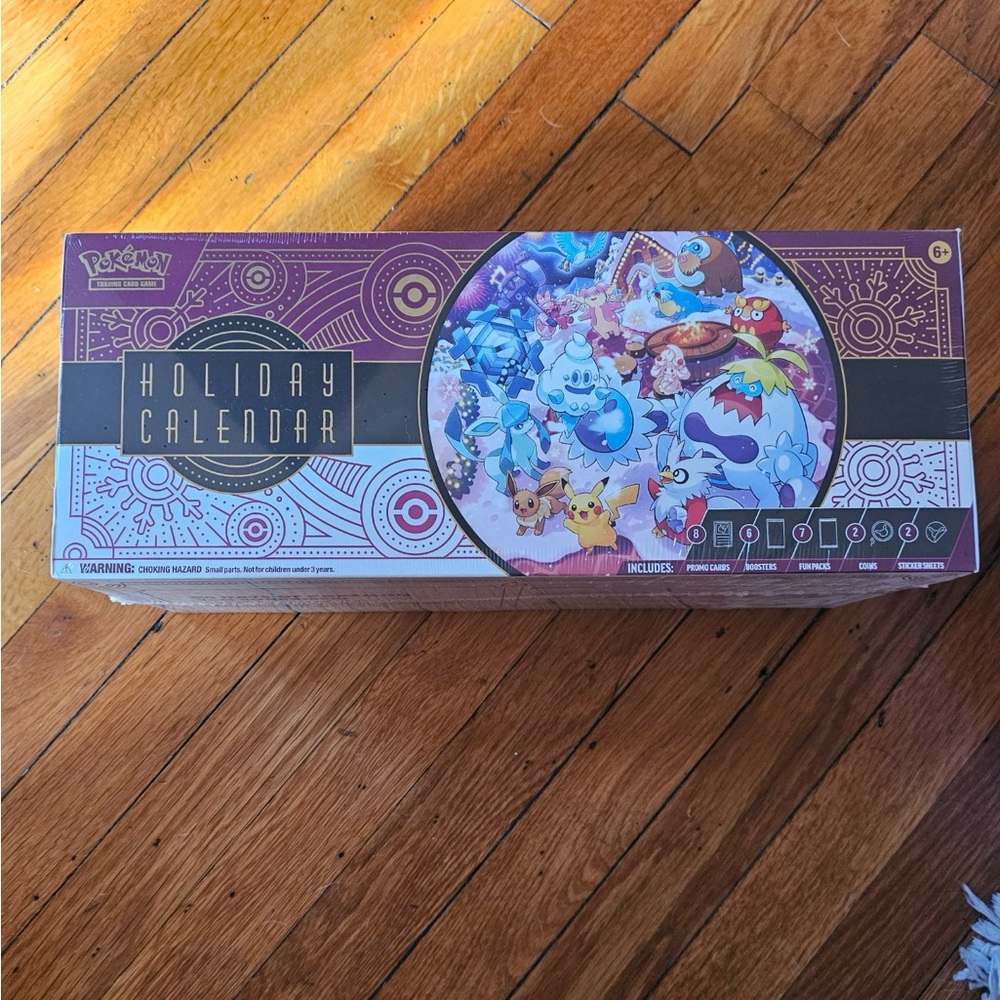 POKÉMON
TRADING CARD GAME
6+
HOLIDAY
CALENDAR
8 6 7 2 2
INCLUDES: PROMO CARDS BOOSTERS FUN PACKS COINS STICKER SHEETS
WARNING: CHOKING HAZARD Small parts. Not for children under 3 years.